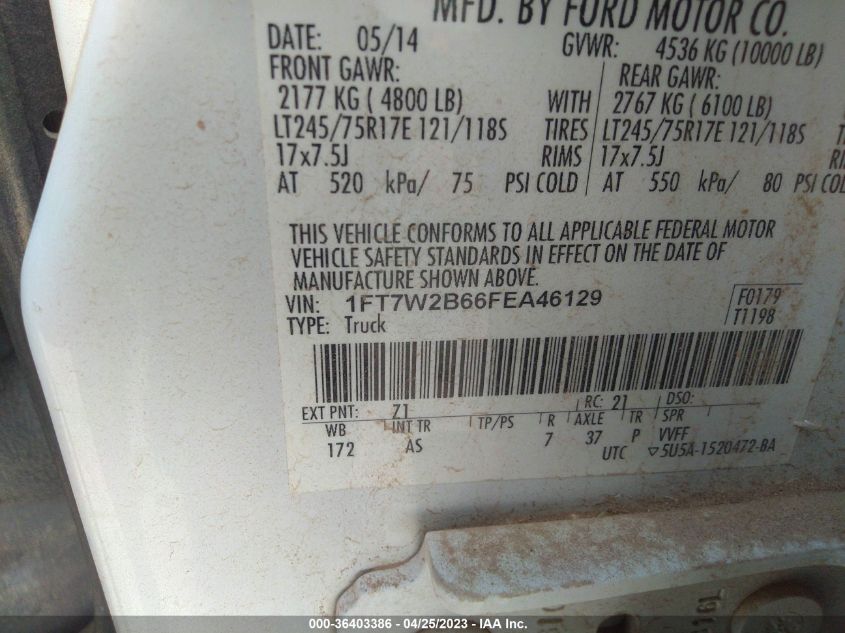 MFD. BY FORD MOTOR CO.
DATE: 05/14 GVWR: 4536 KG (10000 LB)
FRONT GAWR: REAR GAWR:
2177 KG ( 4800 LB) WITH 2767 KG (6100 LB)
LT245/75R17E 121/118S TIRES LT245/75R17E 121/118S
17x7.5J RIMS 17x7.5J
AT 520 kPa/ 75 PSI COLD AT 550 kPa/ 80 PSI COL
THIS VEHICLE CONFORMS TO ALL APPLICABLE FEDERAL MOTOR
VEHICLE SAFETY STANDARDS IN EFFECT ON THE DATE OF
MANUFACTURE SHOWN ABOVE.
VIN: 1FT7W2B66FEA46129 F0179
TYPE: Truck T1198
EXT PNT: Z1 RC: 21 DSO:
WB INT TR TP/PS R AXLE TR SPR
172 AS 7 37 P VVFF
UTC ▽5U5A-1520472-BA
000-36403386 - 04/25/2023 - IAA Inc.